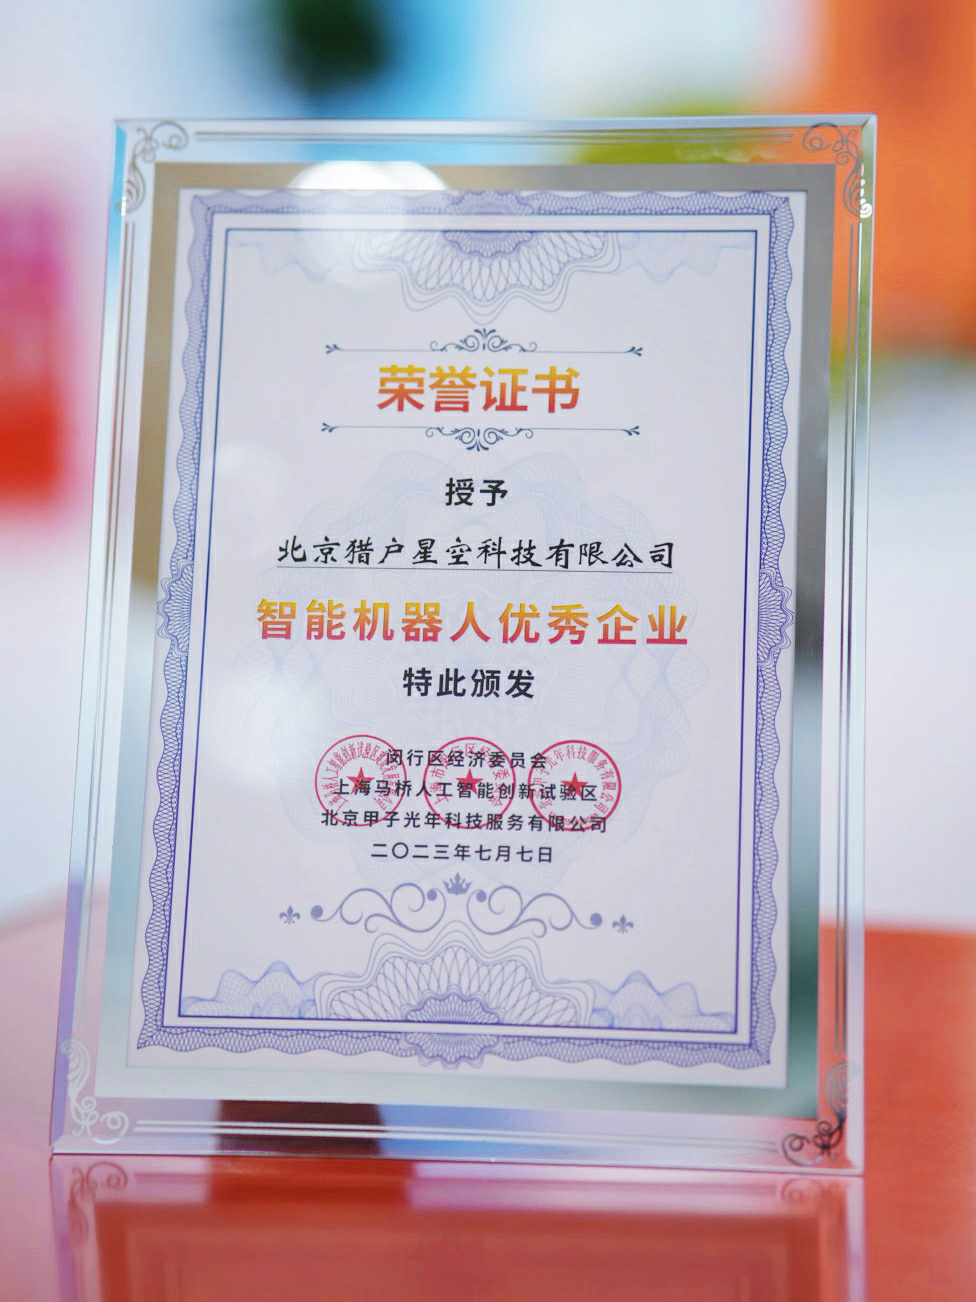 荣誉证书
授予
北京猎户星空科技有限公司
智能机器人优秀企业
特此颁发
闵行区经济委员会
上海马桥人工智能创新试验区
北京甲子光年科技服务有限公司
二〇二三年七月七日